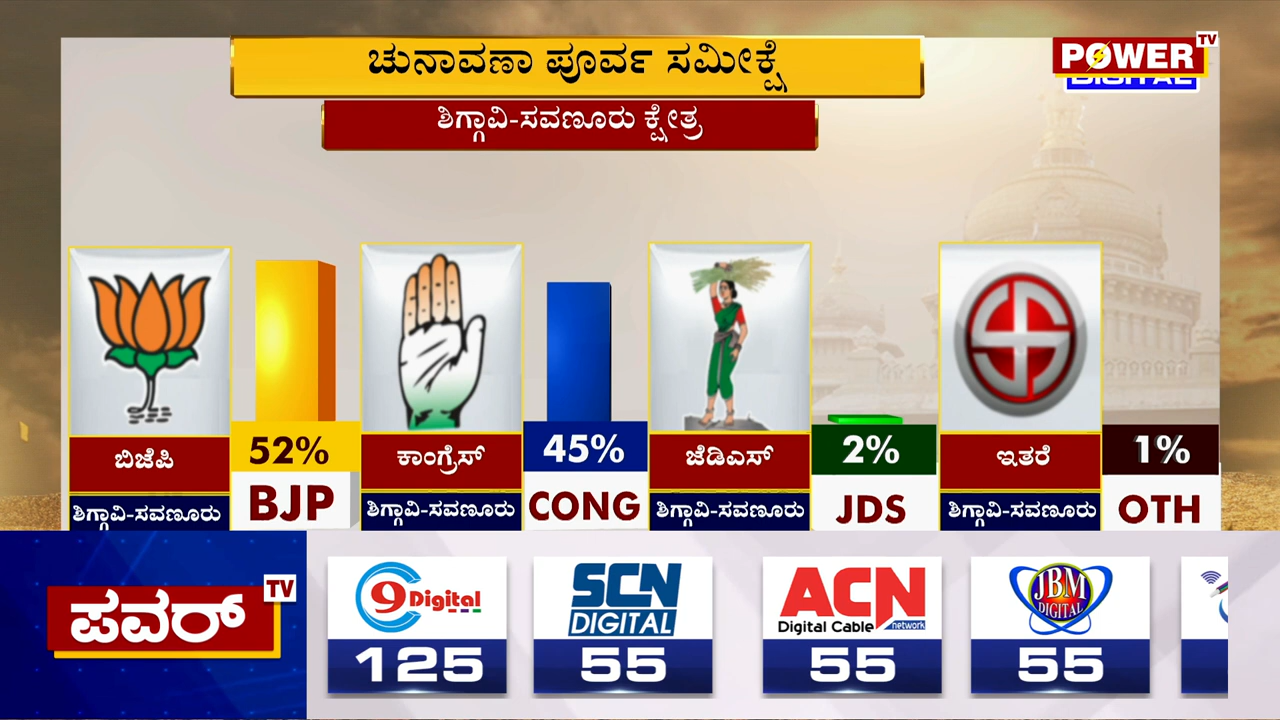 ಚುನಾವಣಾ ಪೂರ್ವ ಸಮೀಕ್ಷೆ
ಶಿಗ್ಗಾವಿ-ಸವಣೂರು ಕ್ಷೇತ್ರ
POWER TV
DIGITAL
ಬಿಜೆಪಿ
ಶಿಗ್ಗಾವಿ-ಸವಣೂರು
52%
BJP
ಕಾಂಗ್ರೆಸ್
ಶಿಗ್ಗಾವಿ-ಸವಣೂರು
45%
CONG
ಜೆಡಿಎಸ್
ಶಿಗ್ಗಾವಿ-ಸವಣೂರು
2%
JDS
ಇತರೆ
ಶಿಗ್ಗಾವಿ-ಸವಣೂರು
1%
OTH
ಪವರ್ TV
9 Digital
125
SCN
DIGITAL
55
ACN
Digital Cable network
55
JBM
DIGITAL
55